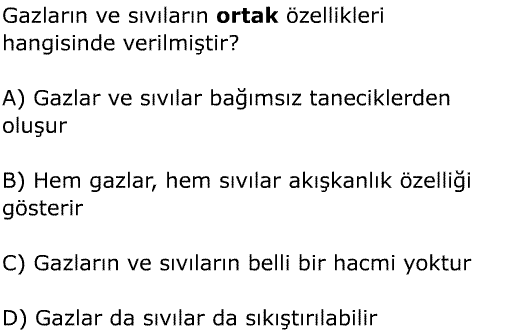 Gazların ve sıvıların ortak özellikleri
hangisinde verilmiştir?
A) Gazlar ve sıvılar bağımsız taneciklerden
oluşur
B) Hem gazlar, hem sıvılar akışkanlık özelliği
gösterir
C) Gazların ve sıvıların belli bir hacmi yoktur
D) Gazlar da sıvılar da sıkıştırılabilir